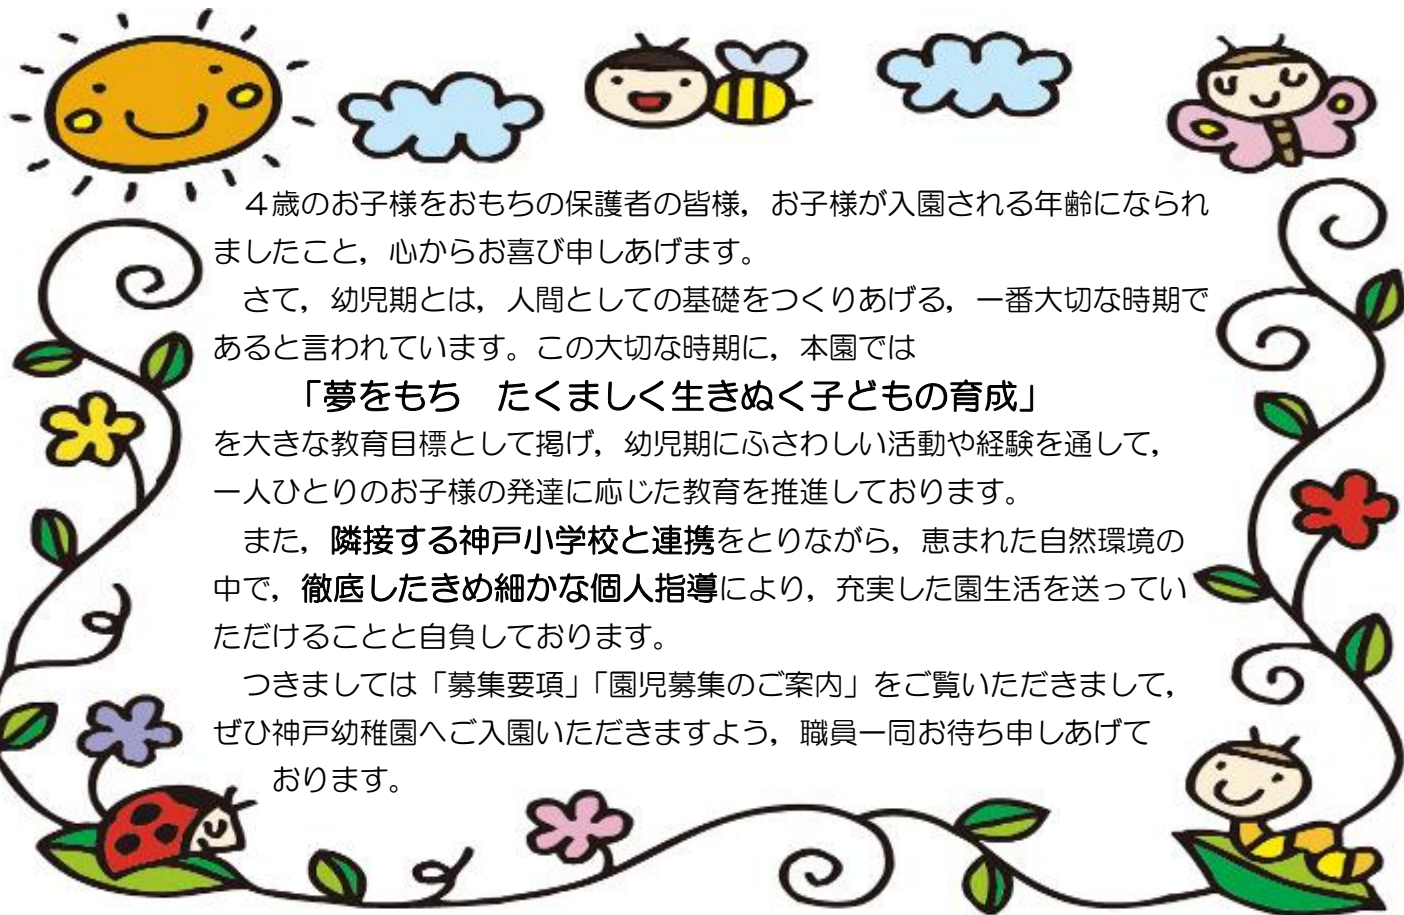 ４歳のお子様をおもちの保護者の皆様，お子様が入園される年齢になられ
ましたこと，心からお喜び申しあげます。
さて，幼児期とは，人間としての基礎をつくりあげる，一番大切な時期で
あると言われています。この大切な時期に，本園では
「夢をもち　たくましく生きぬく子どもの育成」
を大きな教育目標として掲げ，幼児期にふさわしい活動や経験を通して，
一人ひとりのお子様の発達に応じた教育を推進しております。
また，隣接する神戸小学校と連携をとりながら，恵まれた自然環境の
中で，徹底したきめ細かな個人指導により，充実した園生活を送ってい
ただけることと自負しております。
つきましては「募集要項」「園児募集のご案内」をご覧いただきまして，
ぜひ神戸幼稚園へご入園いただきますよう，職員一同お待ち申しあげて
おります。